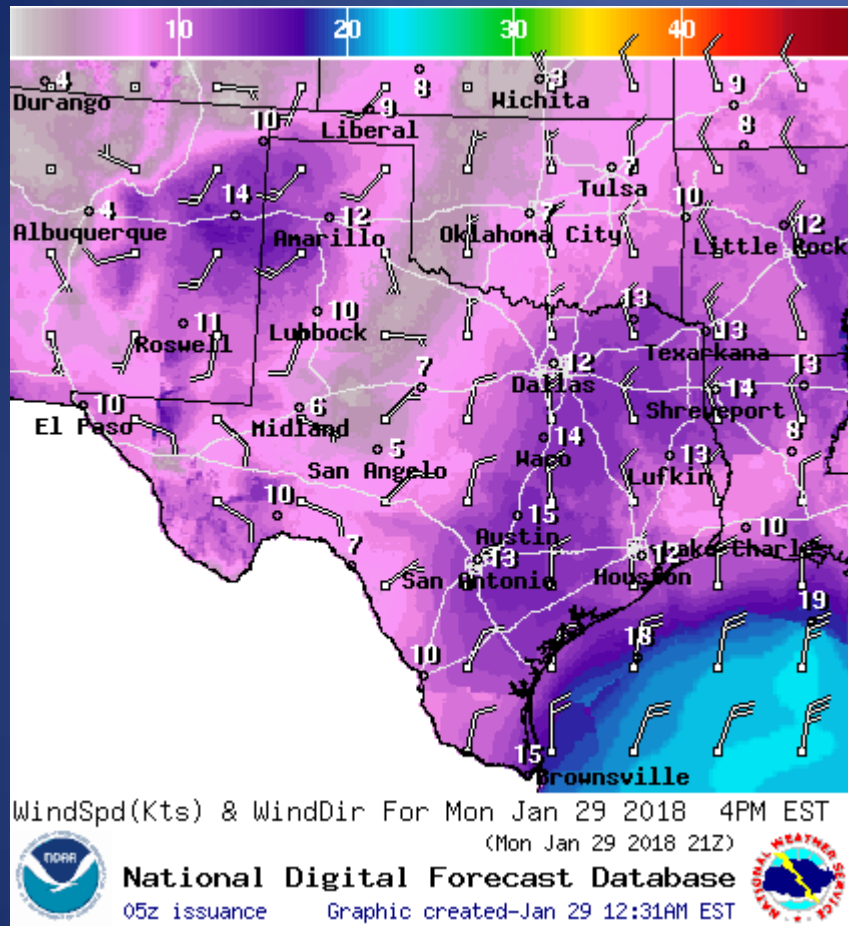 10 20 30 40
4 8 3 9
Durango Liberal 9 Wichita
10 8
7
Tulsa
14 12 7 10 12
4
Albuquerque Amarillo Oklahoma City Little Rock
11 10 13
Roswell Lubbock 13
Texarkana
7 12 13
Dallas 14
10 6 Shreveport
El Paso Midland 14 8
5 Waco 13
San Angelo Lufkin
10 15 10
Austin
7 13 12 Lake Charles
San Antonio Houston
19
18
10
15
Brownsville
WindSpd(Kts) & WindDir For Mon Jan 29 2018 4PM EST
(Mon Jan 29 2018 21Z)
NOAA
National Digital Forecast Database
05z issuance Graphic created-Jan 29 12:31AM EST
NATIONAL WEATHER SERVICE